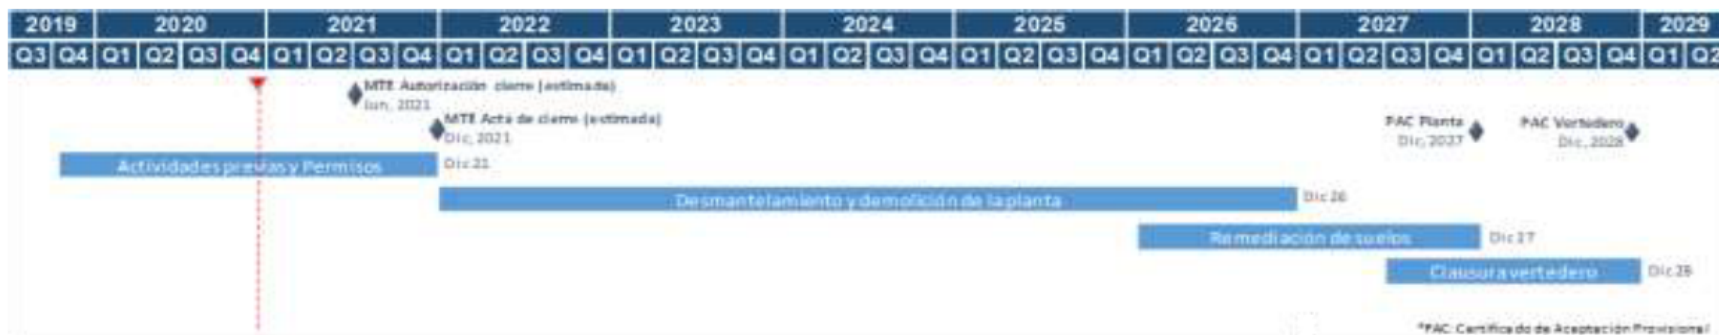 2019 2020 2021 2022 2023 2024 2025 2026 2027 2028 2029
Q3 Q4 Q1 Q2 Q3 Q4 Q1 Q2 Q3 Q4 Q1 Q2 Q3 Q4 Q1 Q2 Q3 Q4 Q1 Q2 Q3 Q4 Q1 Q2 Q3 Q4 Q1 Q2 Q3 Q4 Q1 Q2 Q3 Q4 Q1 Q2 Q3 Q4 Q1 Q2
MTE Autorización cierre (estimada)
Jun, 2021
MTE Acta de cierre (estimada)
Dic, 2021
PAC Planta
Dic, 2027
PAC Vertedero
Dic, 2028
Actividades previas y Permisos
Dic 21
Desmantelamiento y demolición de la planta
Dic 26
Remediación de suelos
Dic 27
Clausura vertedero
Dic 28
*PAC: Certificado de Aceptación Provisional